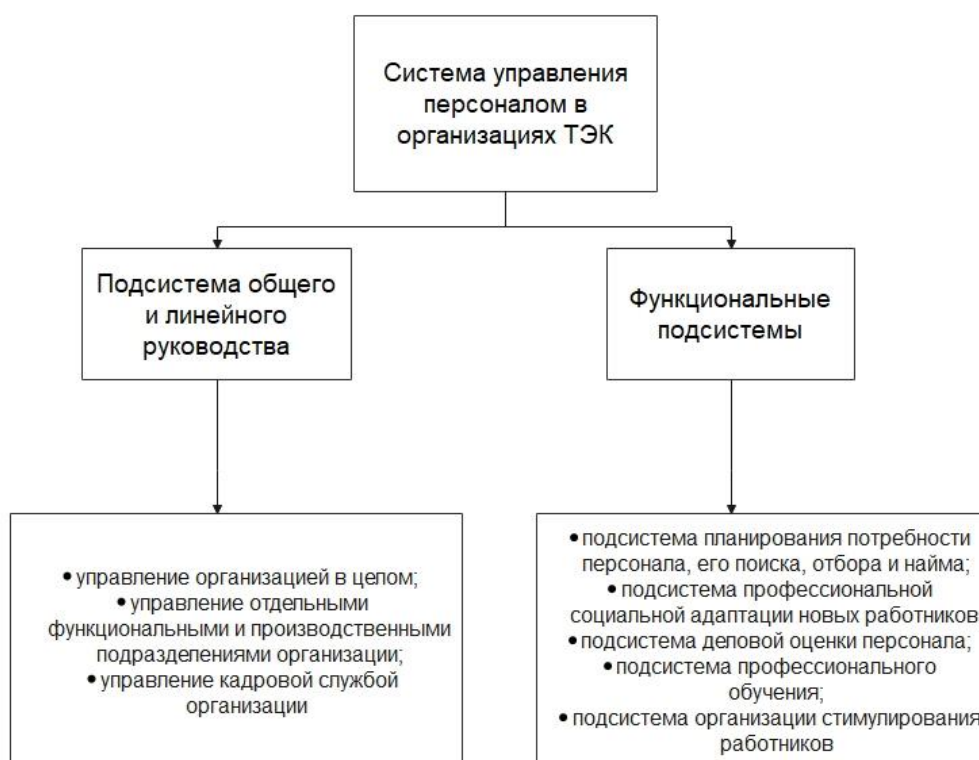 Система управления
персоналом в
организациях ТЭК
Подсистема общего
и линейного
руководства
Функциональные
подсистемы
• управление организацией в целом;
• управление отдельными
функциональными и производственными
подразделениями организации;
• управление кадровой службой
организации
• подсистема планирования потребности
персонала, его поиска, отбора и найма;
• подсистема профессиональной
социальной адаптации новых работников
• подсистема деловой оценки персонала;
• подсистема профессионального
обучения;
• подсистема организации стимулирования
работников